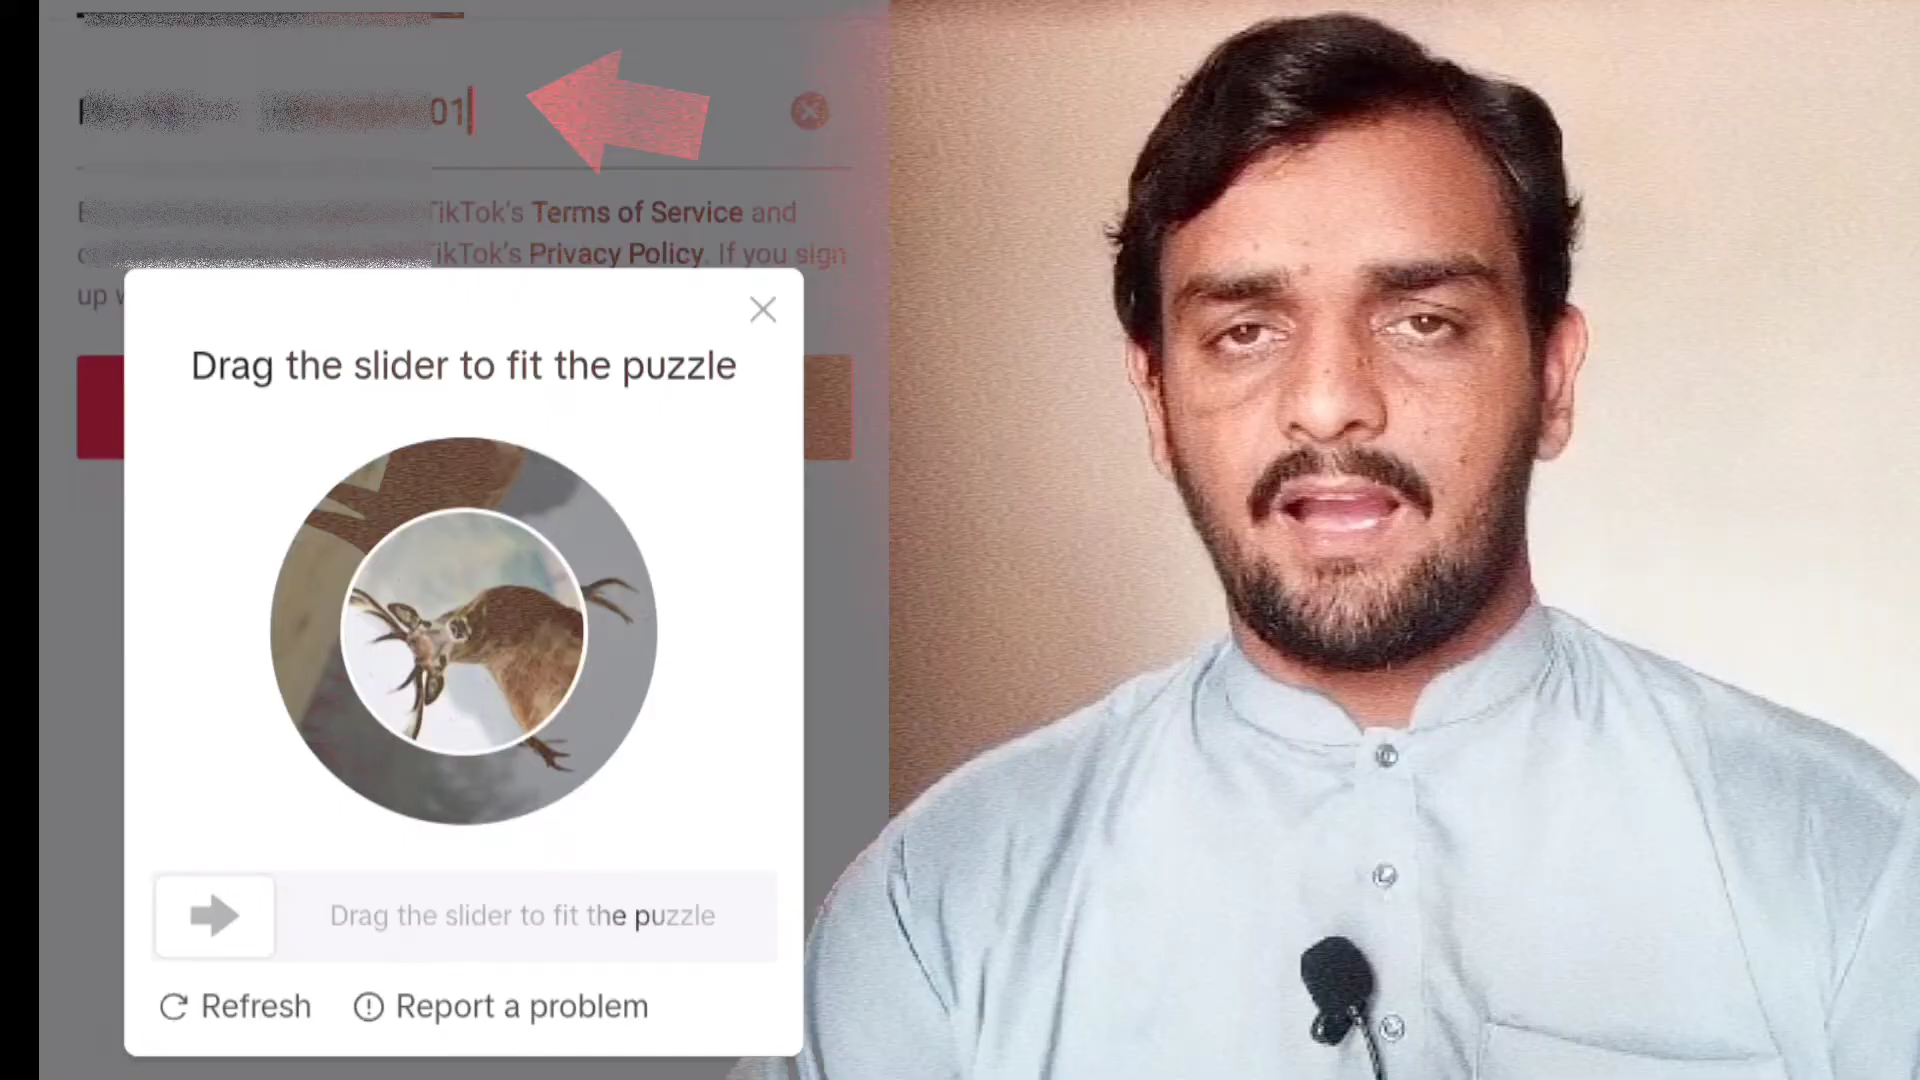 01
TikTok's Terms of Service and
TikTok's Privacy Policy. If you sign
up
Drag the slider to fit the puzzle
Drag the slider to fit the puzzle
Refresh
Report a problem